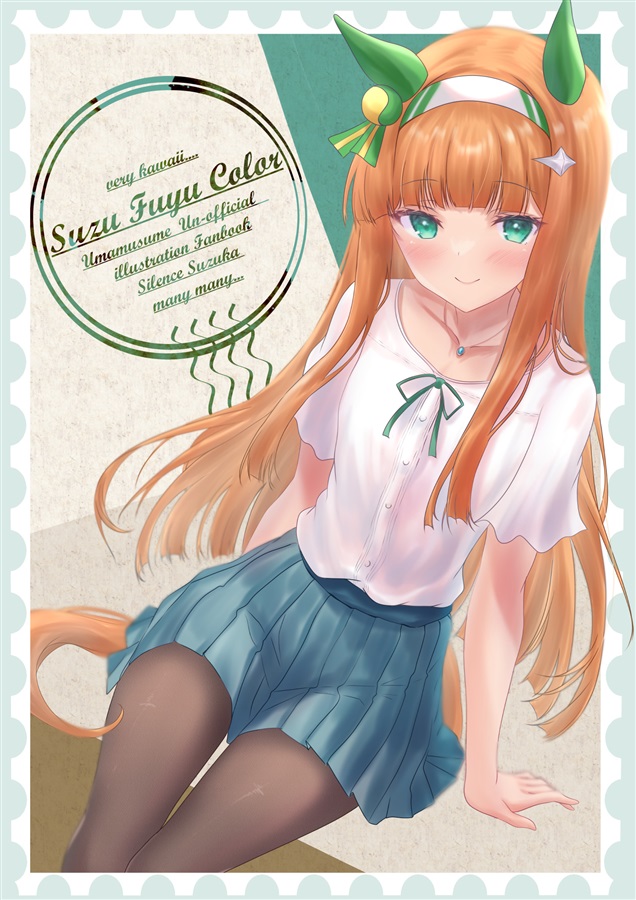 very kawaii....
Suzu Fuyu Color
Umamusume Un-official
illustration Fanbook
Silence Suzuka
many many...